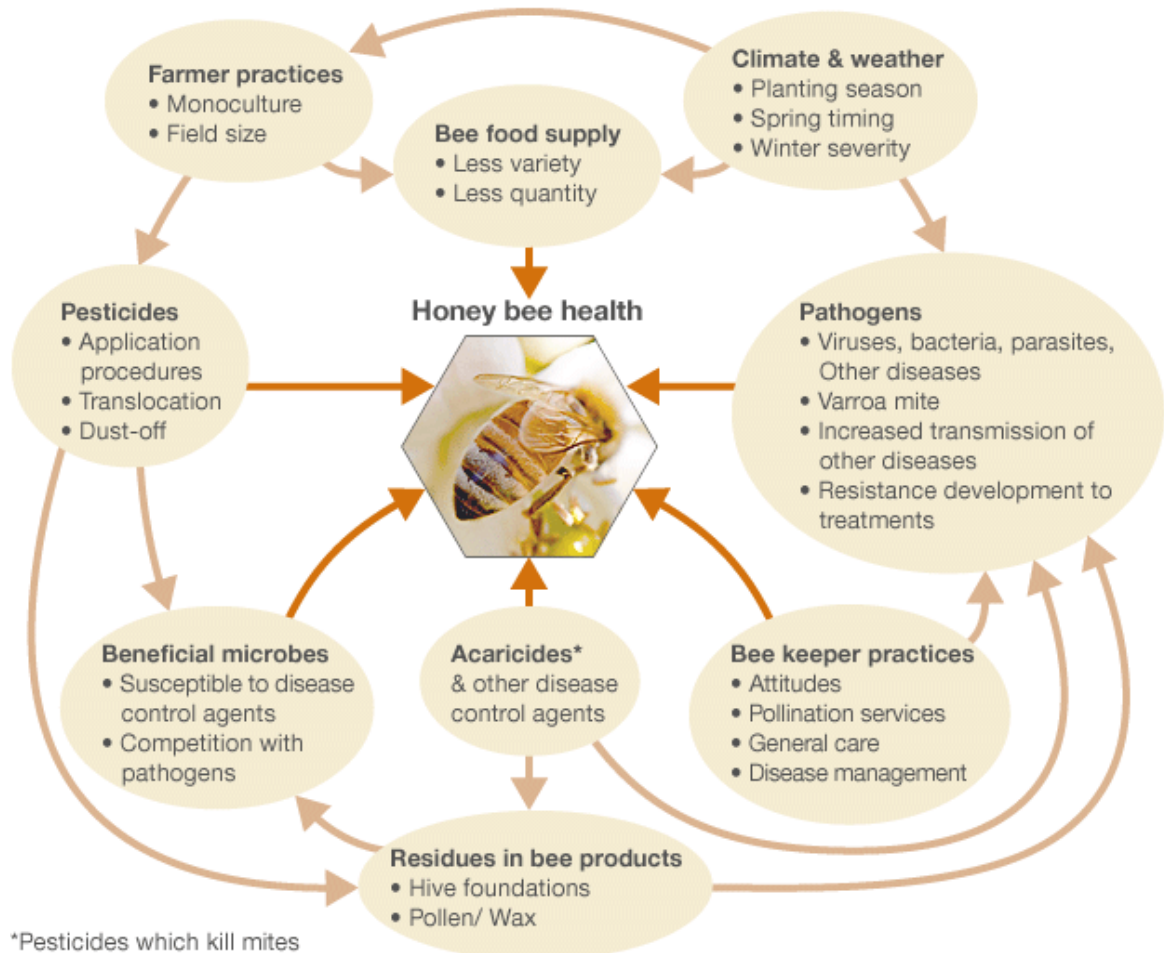 Farmer practices
• Monoculture
• Field size
Climate & weather
• Planting season
• Spring timing
• Winter severity
Bee food supply
• Less variety
• Less quantity
Pesticides
• Application
procedures
• Translocation
• Dust-off
Honey bee health
Pathogens
• Viruses, bacteria, parasites,
Other diseases
• Varroa mite
• Increased transmission of
other diseases
• Resistance development to
treatments
Beneficial microbes
• Susceptible to disease
control agents
• Competition with
pathogens
Acaricides*
& other disease
control agents
Bee keeper practices
• Attitudes
• Pollination services
• General care
• Disease management
Residues in bee products
• Hive foundations
• Pollen/ Wax
*Pesticides which kill mites